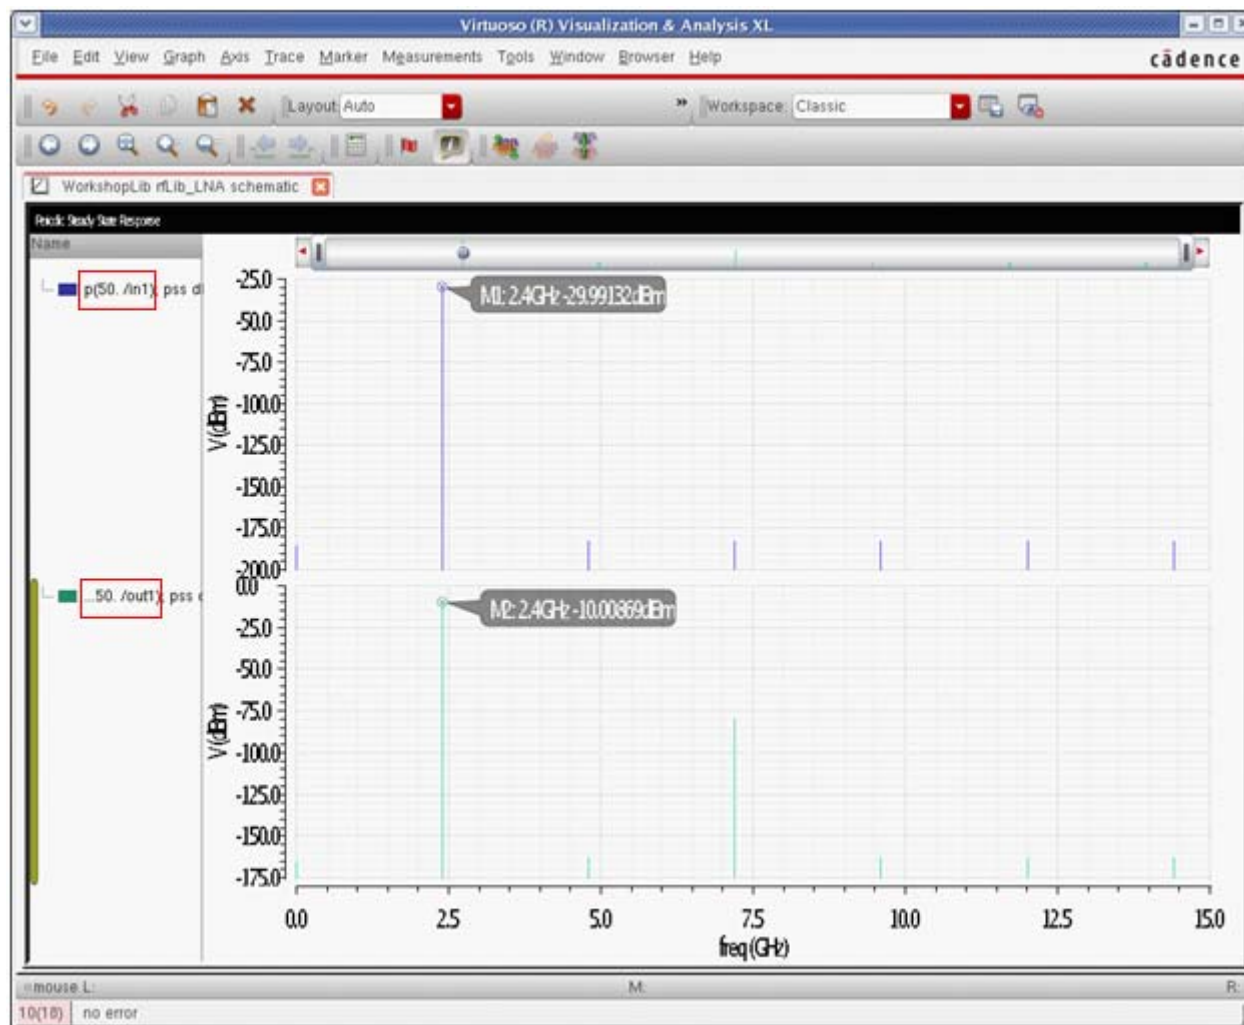 Virtuoso (R) Visualization & Analysis XL
File Edit View Graph Axis Trace Marker Measurements Tools Window Browser Help
cādence
Layout Auto
» Workspace: Classic
WorkshopLib rfLib_LNA schematic
Periodic Steady State Response
Name
p(50. /in1), pss d
-25.0
-50.0
-75.0
-100.0
-125.0
-150.0
-175.0
-200.0
V (dBm)
M1: 2.4GHz -29.99132dBm
...50. /out1), pss d
0.0
-25.0
-50.0
-75.0
-100.0
-125.0
-150.0
-175.0
V (dBm)
M2: 2.4GHz -10.00869dBm
0.0 2.5 5.0 7.5 10.0 12.5 15.0
freq (GHz)
mouse L: M: R:
10(18) no error